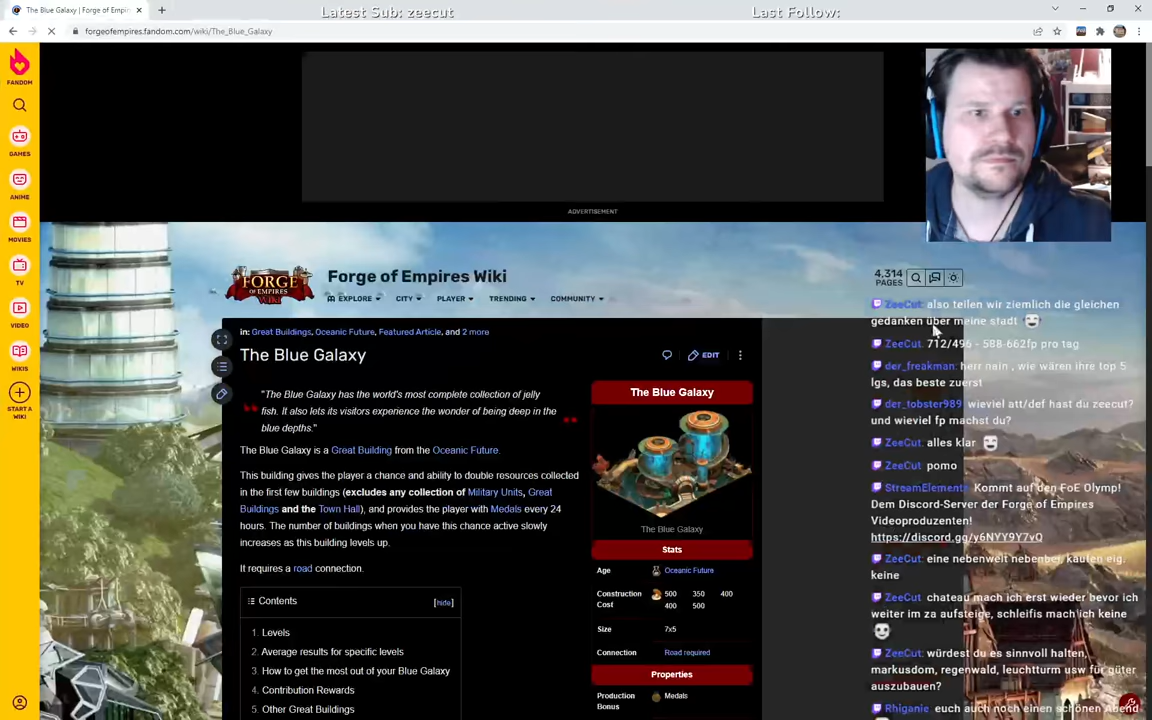 Latest Sub: zeecut
Last Follow:
The Blue Galaxy | Forge of Empires
forgeofempires.fandom.com/wiki/The_Blue_Galaxy
FANDOM
GAMES
ANIME
MOVIES
TV
VIDEO
WIKIS
START A
WIKI
ADVERTISEMENT
FORGE
OF EMPIRES
Wiki
Forge of Empires Wiki
EXPLORE
CITY
PLAYER
TRENDING
COMMUNITY
4,314
PAGES
in: Great Buildings, Oceanic Future, Featured Article, and 2 more
The Blue Galaxy
EDIT
"The Blue Galaxy has the world's most complete collection of jelly
fish. It also lets its visitors experience the wonder of being deep in the
blue depths."
The Blue Galaxy is a Great Building from the Oceanic Future.
This building gives the player a chance and ability to double resources collected
in the first few buildings (excludes any collection of Military Units, Great
Buildings and the Town Hall), and provides the player with Medals every 24
hours. The number of buildings when you have this chance active slowly
increases as this building levels up.
It requires a road connection.
Contents [hide]
1. Levels
2. Average results for specific levels
3. How to get the most out of your Blue Galaxy
4. Contribution Rewards
5. Other Great Buildings
The Blue Galaxy
The Blue Galaxy
Stats
Age Oceanic Future
Construction Cost 500 350 400
400 500
Size 7x5
Connection Road required
Properties
Production Bonus Medals
ZeeCut: also teilen wir ziemlich die gleichen
gedanken über meine stadt
ZeeCut: 712/496 - 588-662fp pro tag
der_freakman: herr nain , wie wären ihre top 5
lgs, das beste zuerst
der_lobster989: wieviel att/def hast du zeecut?
und wieviel fp machst du?
ZeeCut: alles klar
ZeeCut: pomo
StreamElements: Kommt auf den FoE Olymp!
Dem Discord-Server der Forge of Empires
Videoproduzenten!
https://discord.gg/y6NYY9Y7vQ
ZeeCut: eine nebenwelt nebenbei, kaufen eig.
keine
ZeeCut: chateau mach ich erst wieder bevor ich
weiter im za aufsteige, schleifis mach ich keine
ZeeCut: würdest du es sinnvoll halten,
markusdom, regenwald, leuchtturm usw für güter
auszubauen?
Rhiganie: euch auch noch einen schönen Abend